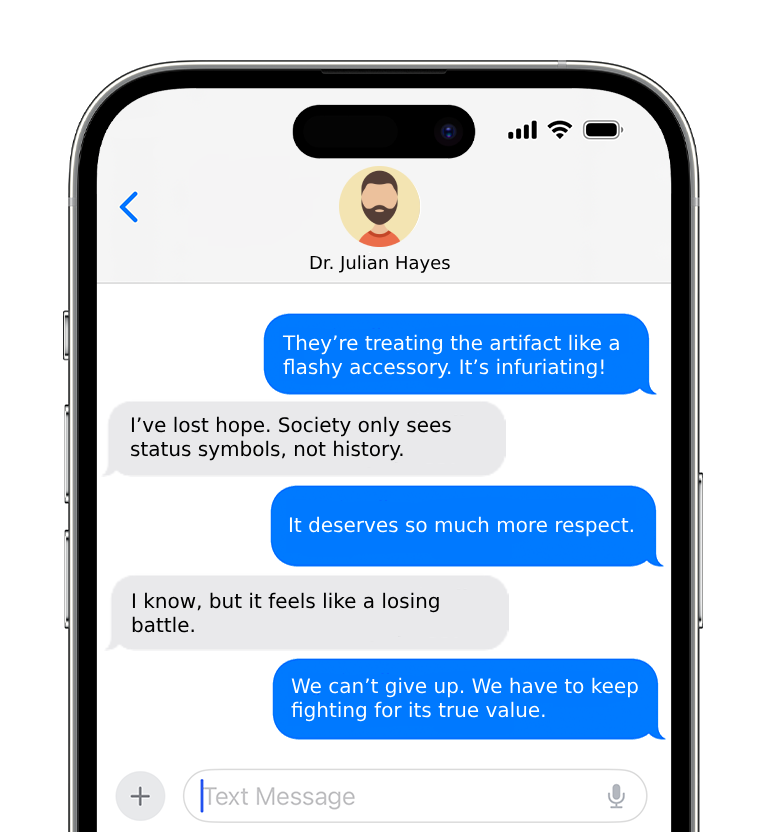 Dr. Julian Hayes
They’re treating the artifact like a
flashy accessory. It’s infuriating!
I’ve lost hope. Society only sees
status symbols, not history.
It deserves so much more respect.
I know, but it feels like a losing
battle.
We can’t give up. We have to keep
fighting for its true value.
Text Message